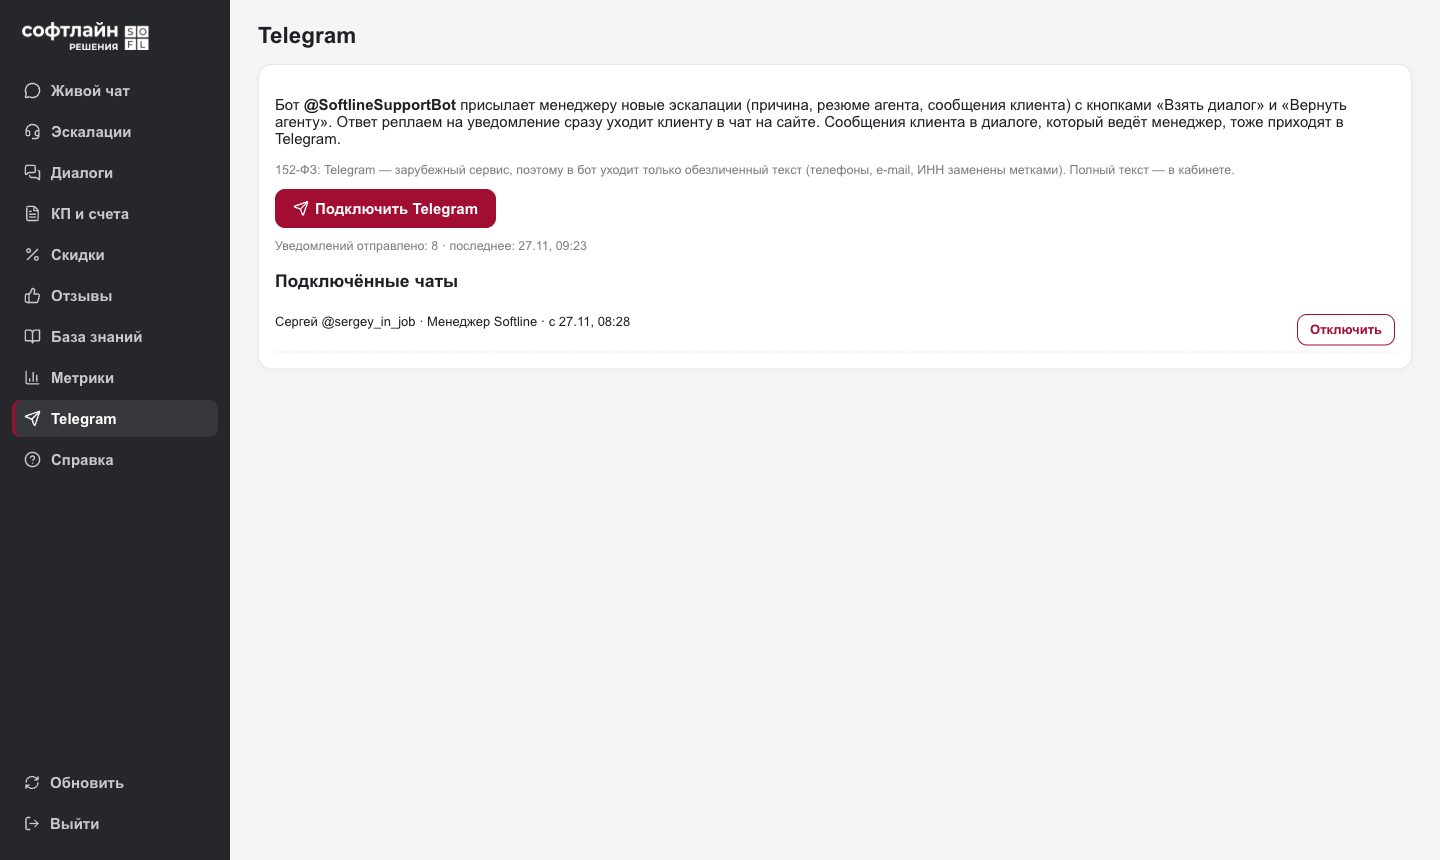 софтлайн
РЕШЕНИЯ
S O
F L
Живой чат
Эскалации
Диалоги
КП и счета
Скидки
Отзывы
База знаний
Метрики
Telegram
Справка
Обновить
Выйти
Telegram
Бот @SoftlineSupportBot присылает менеджеру новые эскалации (причина, резюме агента, сообщения клиента) с кнопками «Взять диалог» и «Вернуть
агенту». Ответ реплаем на уведомление сразу уходит клиенту в чат на сайте. Сообщения клиента в диалоге, который ведёт менеджер, тоже приходят в
Telegram.
152-ФЗ: Telegram — зарубежный сервис, поэтому в бот уходит только обезличенный текст (телефоны, e-mail, ИНН заменены метками). Полный текст — в кабинете.
Подключить Telegram
Уведомлений отправлено: 8 · последнее: 27.11, 09:23
Подключённые чаты
Сергей @sergey_in_job · Менеджер Softline · с 27.11, 08:28
Отключить